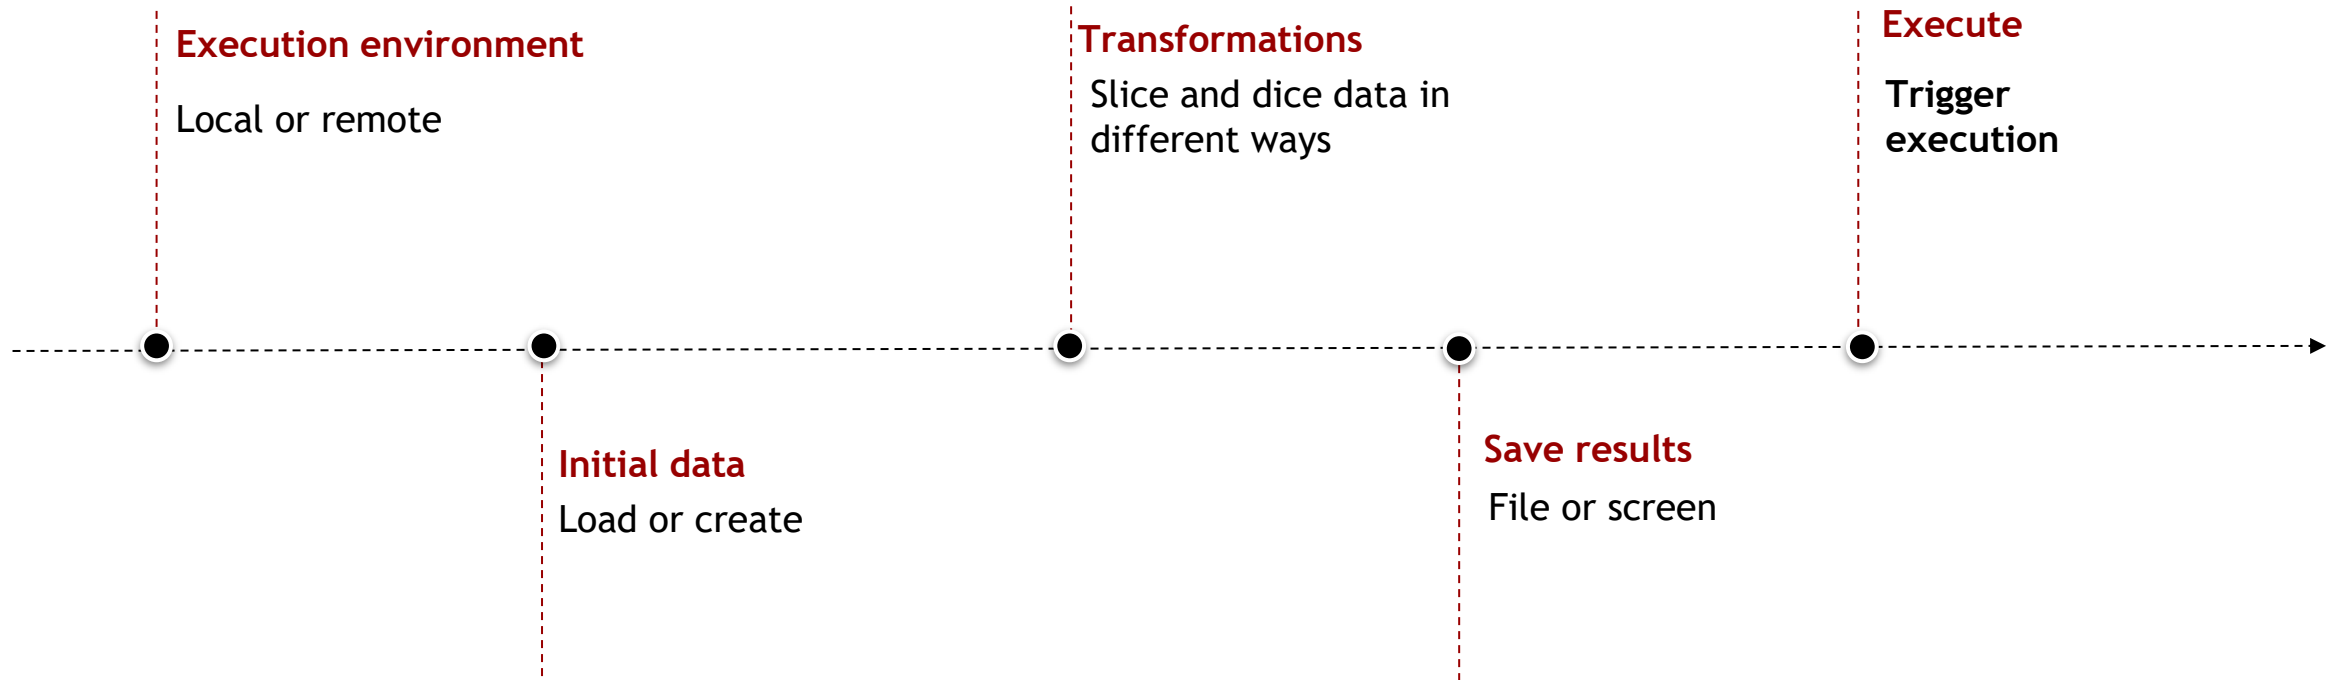 Execution environment
Local or remote
Initial data
Load or create
Transformations
Slice and dice data in
different ways
Save results
File or screen
Execute
Trigger
execution